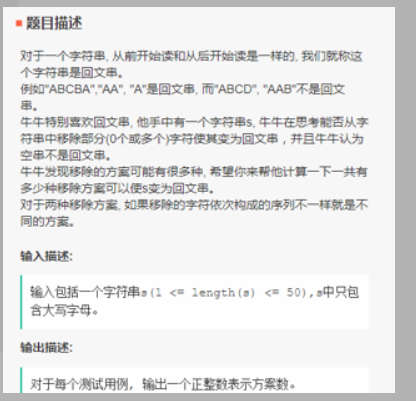 题目描述
对于一个字符串, 从前开始读和从后开始读是一样的, 我们就称这
个字符串是回文串。
例如"ABCBA","AA", "A"是回文串, 而"ABCD", "AAB"不是回文
串。
牛牛特别喜欢回文串, 他手中有一个字符串s, 牛牛在思考能否从字
符串中移除部分(0个或多个)字符使其变为回文串，并且牛牛认为
空串不是回文串。
牛牛发现移除的方案可能有很多种, 希望你来帮他计算一下一共有
多少种移除方案可以使s变为回文串。
对于两种移除方案, 如果移除的字符依次构成的序列不一样就是不
同的方案。
输入描述:
输入包括一个字符串s(1 <= length(s) <= 50),s中只包
含大写字母。
输出描述:
对于每个测试用例，输出一个正整数表示方案数。